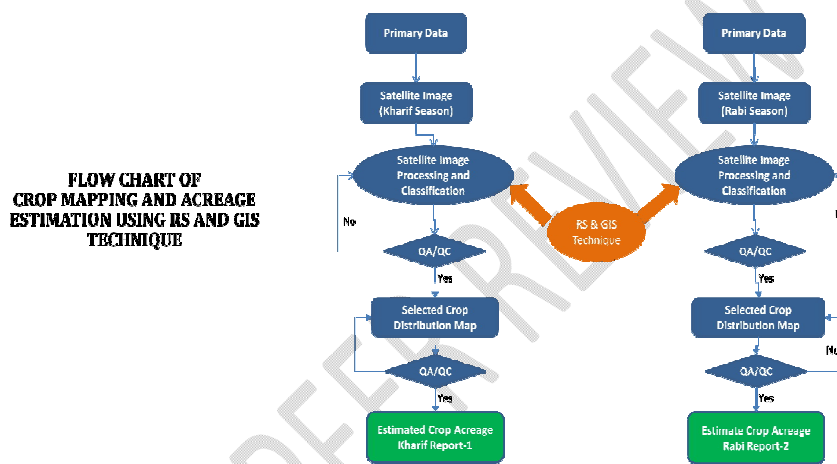 FLOW CHART OF
CROP MAPPING AND ACREAGE
ESTIMATION USING RS AND GIS
TECHNIQUE
Primary Data
Satellite Image
(Kharif Season)
Satellite Image
Processing and
Classification
No
QA/QC
Yes
Selected Crop
Distribution Map
QA/QC
Yes
Estimated Crop Acreage
Kharif Report-1
RS & GIS
Technique
Primary Data
Satellite Image
(Rabi Season)
Satellite Image
Processing and
Classification
QA/QC
Yes
Selected Crop
Distribution Map
No
QA/QC
Yes
Estimate Crop Acreage
Rabi Report-2
PEER REVIEW